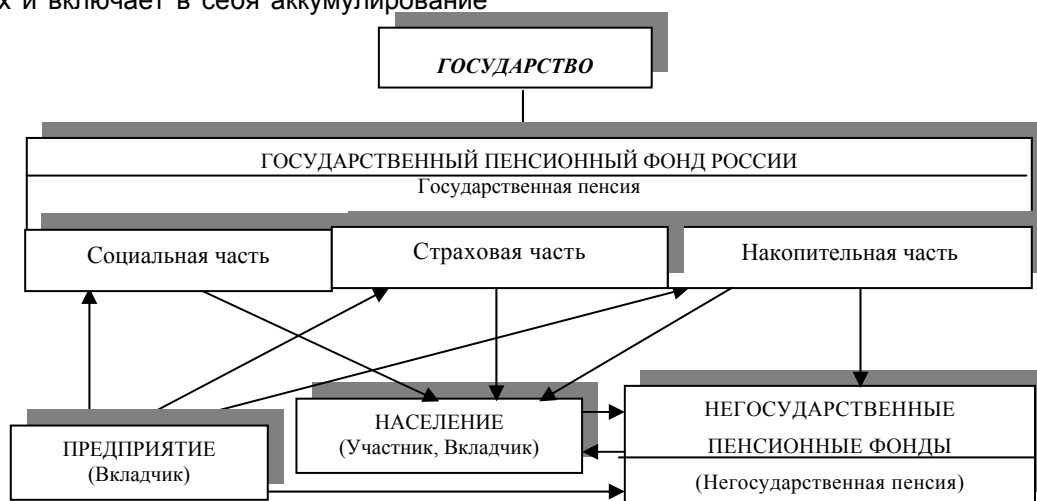 х и включает в себя аккумулирование
ГОСУДАРСТВО
ГОСУДАРСТВЕННЫЙ ПЕНСИОННЫЙ ФОНД РОССИИ
Государственная пенсия
Социальная часть
Страховая часть
Накопительная часть
ПРЕДПРИЯТИЕ
(Вкладчик)
НАСЕЛЕНИЕ
(Участник, Вкладчик)
НЕГОСУДАРСТВЕННЫЕ
ПЕНСИОННЫЕ ФОНДЫ
(Негосударственная пенсия)